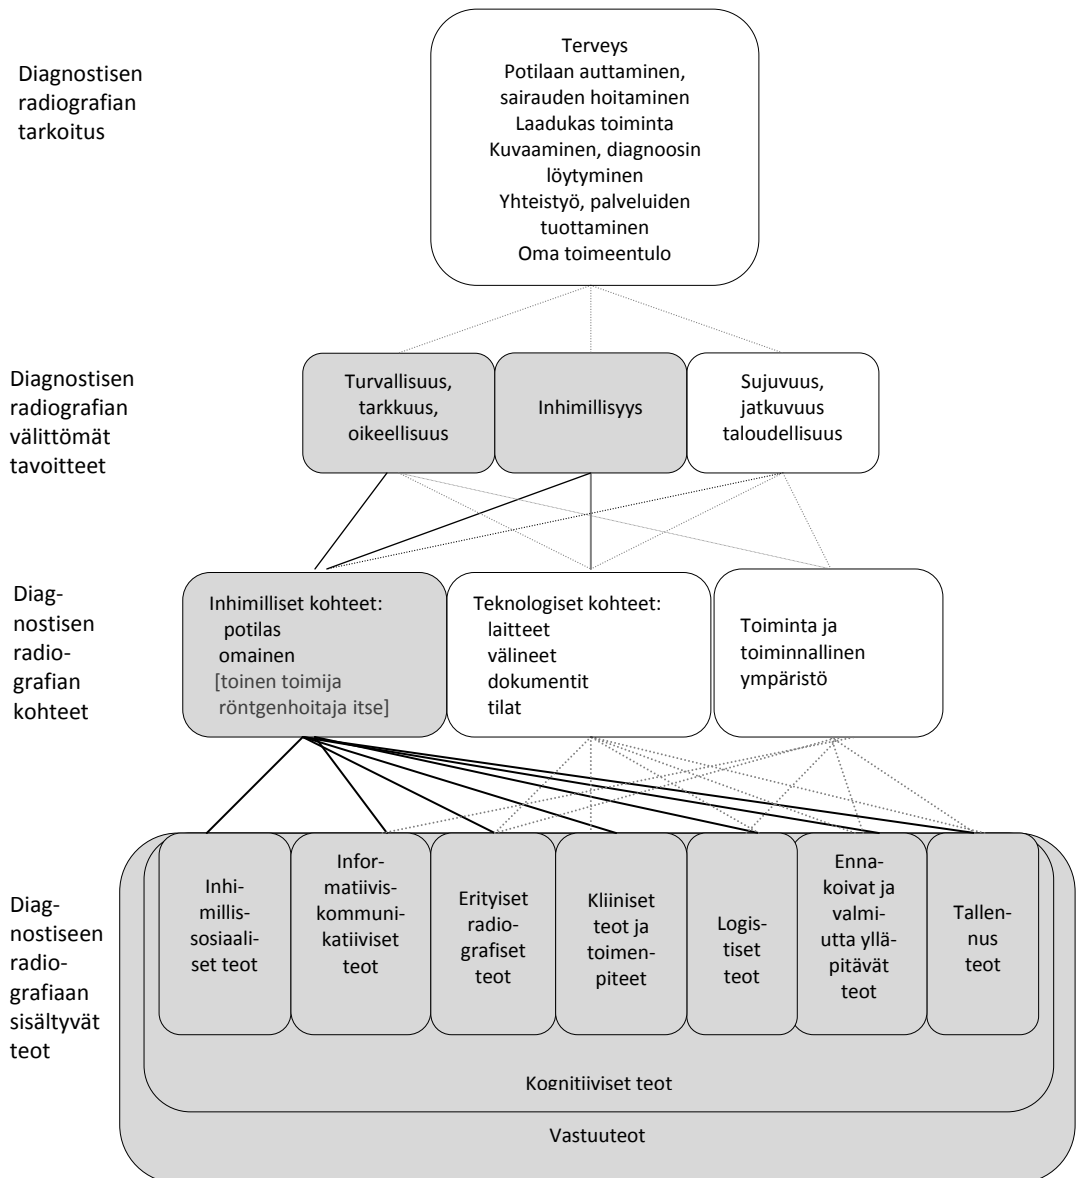 Diagnostisen
radiografian
tarkoitus
Terveys
Potilaan auttaminen,
sairauden hoitaminen
Laadukas toiminta
Kuvaaminen, diagnoosin
löytyminen
Yhteistyö, palveluiden
tuottaminen
Oma toimeentulo
Diagnostisen
radiografian
välittömät
tavoitteet
Turvallisuus,
tarkkuus,
oikeellisuus
Inhimillisyys
Sujuvuus,
jatkuvuus
taloudellisuus
Diag-
nostisen
radio-
grafian
kohteet
Inhimilliset kohteet:
potilas
omainen
[toinen toimija
röntgenhoitaja itse]
Teknologiset kohteet:
laitteet
välineet
dokumentit
tilat
Toiminta ja
toiminnallinen
ympäristö
Diag-
nostiseen
radio-
grafiaan
sisältyvät
teot
Inhi-
millis-
sosiaali-
set teot
Infor-
matiivis-
kommuni-
katiiviset
teot
Erityiset
radio-
grafiset
teot
Kliiniset
teot ja
toimen-
piteet
Logis-
tiset
teot
Enna-
koivat ja
valmi-
utta yllä-
pitävät
teot
Tallen-
nus
teot
Kognitiiviset teot
Vastuuteot